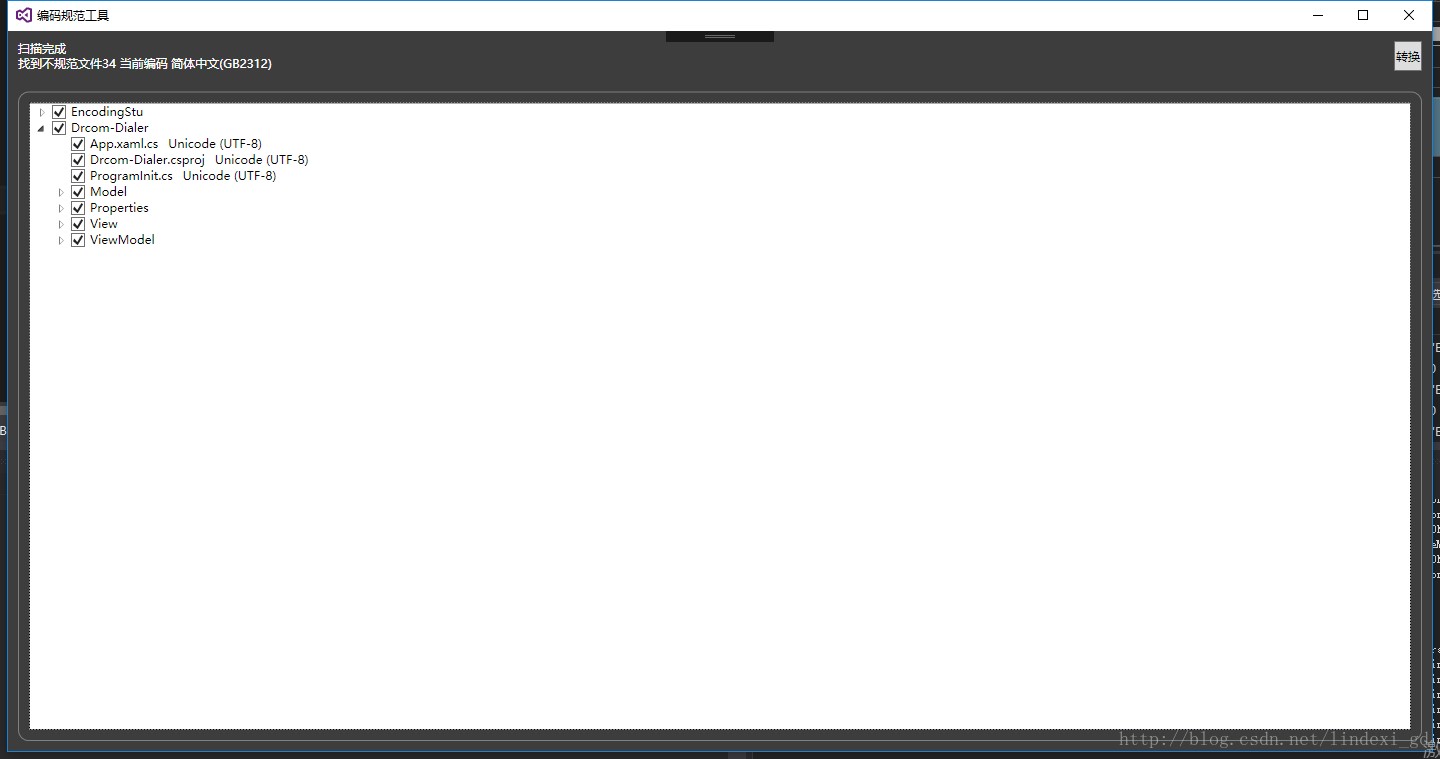 编码规范工具
扫描完成
找到不规范文件34 当前编码 简体中文(GB2312)
转换
EncodingStu
Drcom-Dialer
App.xaml.cs Unicode (UTF-8)
Drcom-Dialer.csproj Unicode (UTF-8)
ProgramInit.cs Unicode (UTF-8)
Model
Properties
View
ViewModel
http://blog.csdn.net/lindexi_gd